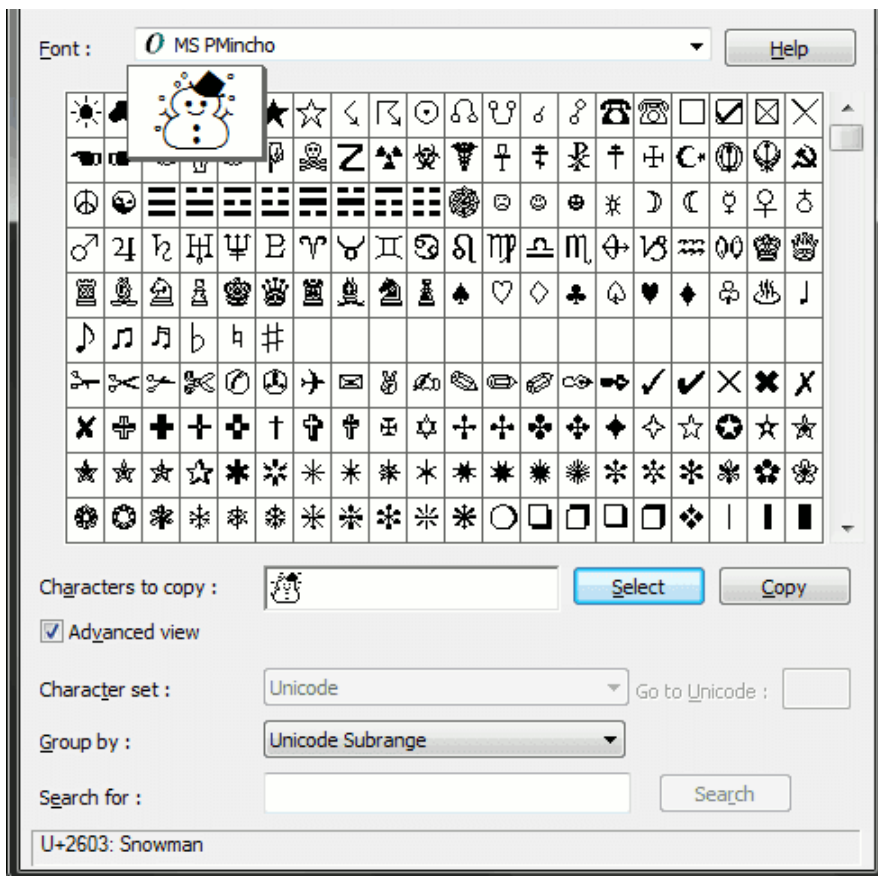 Font :
O MS PMincho
Help
Characters to copy :
☃
Select
Copy
Advanced view
Character set :
Unicode
Go to Unicode :
Group by :
Unicode Subrange
Search for :
Search
U+2603: Snowman